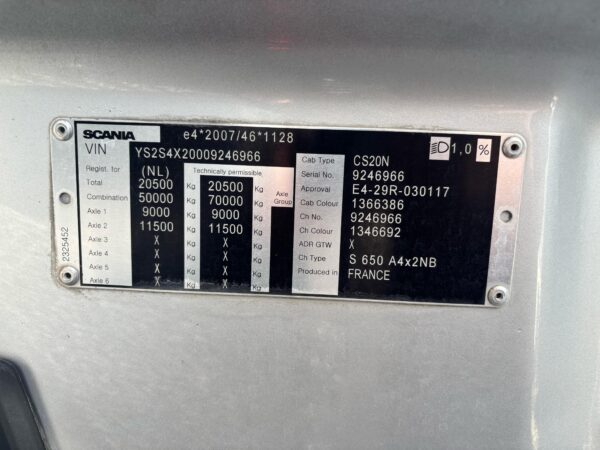 SCANIA e4*2007/46*1128
1,0 %
VIN YS2S4X20009246966
Regist. for (NL) Technically permissible
Total 20500 Kg 20500 Kg Axle Group
Combination 50000 Kg 70000 Kg
Axle 1 9000 Kg 9000 Kg
Axle 2 11500 Kg 11500 Kg
Axle 3 X Kg X Kg
Axle 4 X Kg X Kg
Axle 5 X Kg X Kg
Axle 6 X Kg X Kg
Cab Type CS20N
Serial No. 9246966
Approval E4-29R-030117
Cab Colour 1366386
Ch No. 9246966
Ch Colour 1346692
ADR GTW X
Ch Type S 650 A4x2NB
Produced in FRANCE
2325452